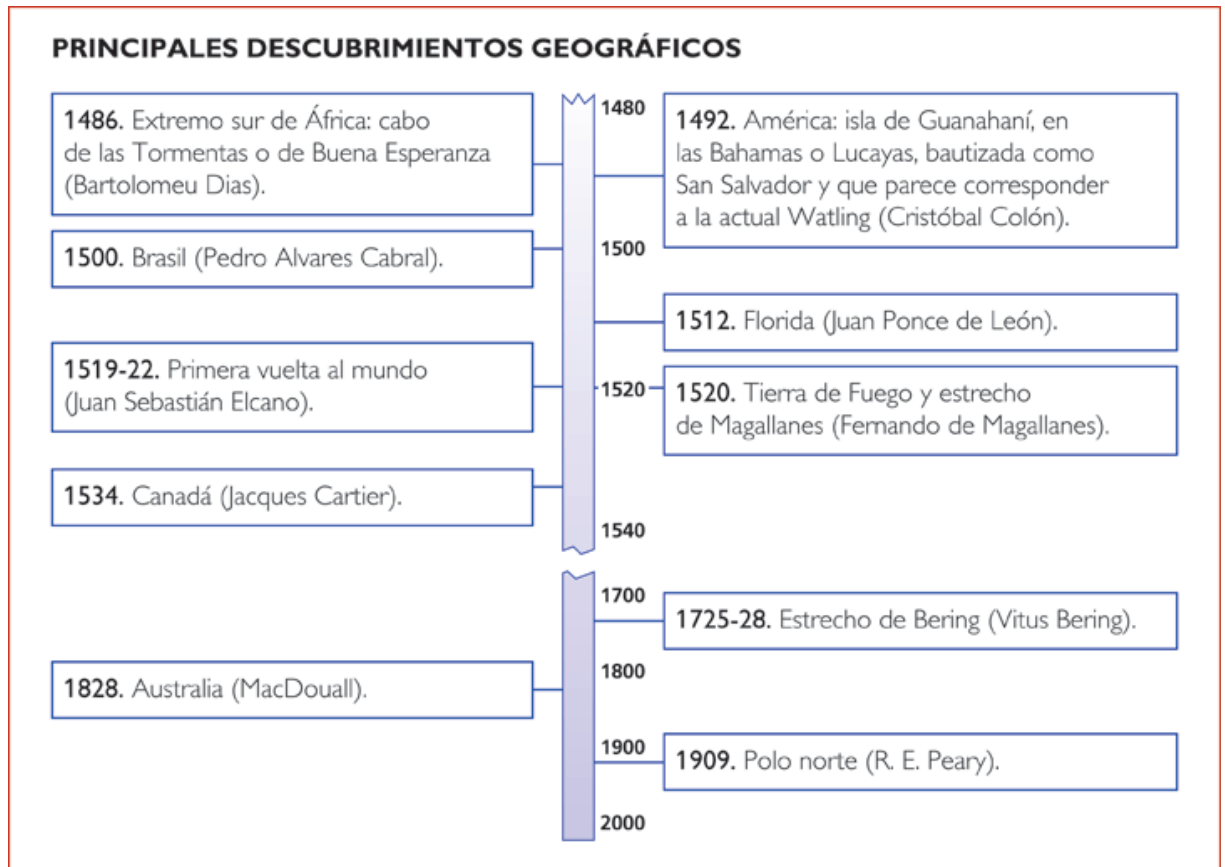 PRINCIPALES DESCUBRIMIENTOS GEOGRÁFICOS
1486. Extremo sur de África: cabo
de las Tormentas o de Buena Esperanza
(Bartolomeu Dias).
1500. Brasil (Pedro Alvares Cabral).
1519-22. Primera vuelta al mundo
(Juan Sebastián Elcano).
1534. Canadá (Jacques Cartier).
1828. Australia (MacDouall).
1480
1500
1520
1540
1700
1800
1900
2000
1492. América: isla de Guanahaní, en
las Bahamas o Lucayas, bautizada como
San Salvador y que parece corresponder
a la actual Watling (Cristóbal Colón).
1512. Florida (Juan Ponce de León).
1520. Tierra de Fuego y estrecho
de Magallanes (Fernando de Magallanes).
1725-28. Estrecho de Bering (Vitus Bering).
1909. Polo norte (R. E. Peary).